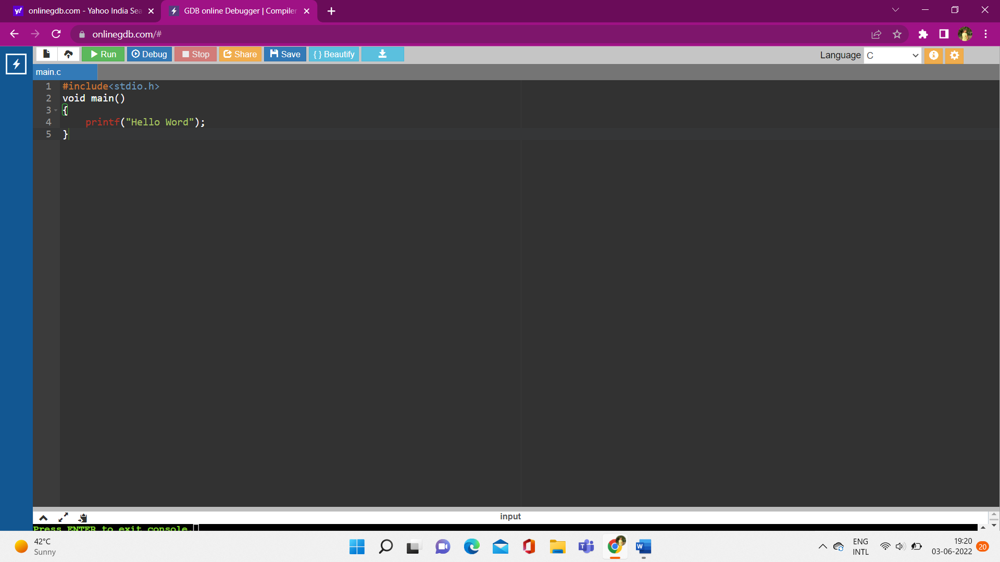 onlinegdb.com - Yahoo India Sea
GDB online Debugger | Compiler
onlinegdb.com/#
Run Debug Stop Share Save { } Beautify
Language C
main.c
1 #include<stdio.h>
2 void main()
3 {
4 printf("Hello Word");
5 }
input
Press ENTER to exit console.
42°C
Sunny
ENG
INTL
19:20
03-06-2022
20